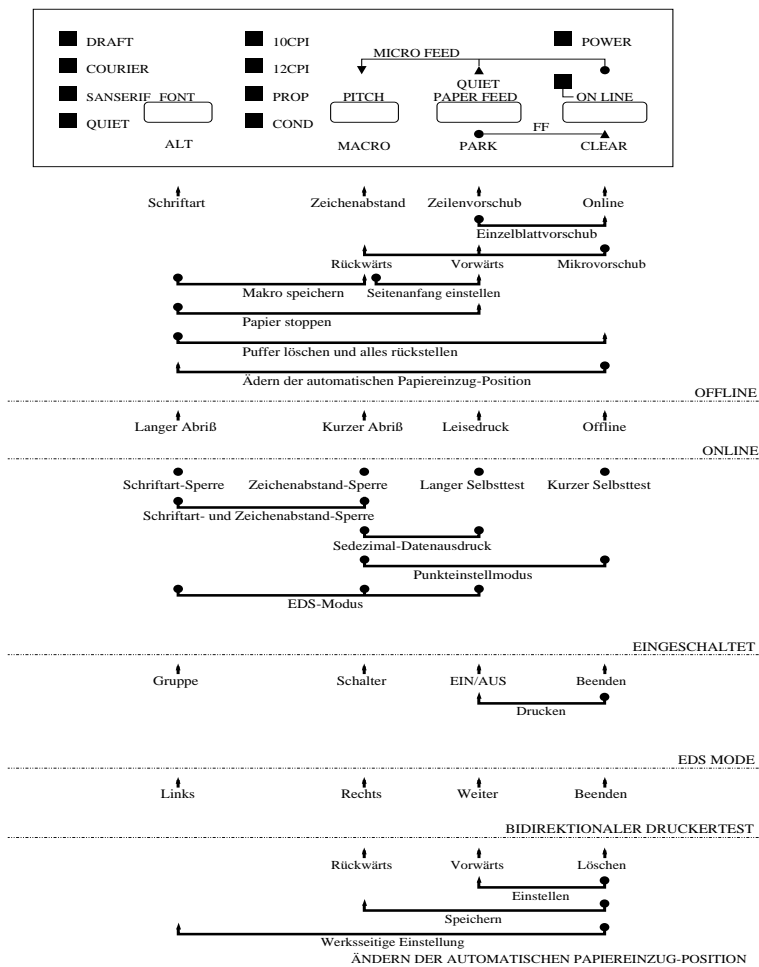 DRAFT 10CPI POWER
MICRO FEED
COURIER 12CPI
QUIET
SANSERIF FONT PROP PITCH PAPER FEED ON LINE
QUIET COND
FF
ALT MACRO PARK CLEAR
Schriftart Zeichenabstand Zeilenvorschub Online
Einzelblattvorschub
Rückwärts Vorwärts Mikrovorschub
Makro speichern Seitenanfang einstellen
Papier stoppen
Puffer löschen und alles rückstellen
Ädern der automatischen Papiereinzug-Position
OFFLINE
Langer Abriß Kurzer Abriß Leisedruck Offline
ONLINE
Schriftart-Sperre Zeichenabstand-Sperre Langer Selbsttest Kurzer Selbsttest
Schriftart- und Zeichenabstand-Sperre
Sedezimal-Datenausdruck
Punkteinstellmodus
EDS-Modus
EINGESCHALTET
Gruppe Schalter EIN/AUS Beenden
Drucken
EDS MODE
Links Rechts Weiter Beenden
BIDIREKTIONALER DRUCKERTEST
Rückwärts Vorwärts Löschen
Einstellen
Speichern
Werksseitige Einstellung
ÄNDERN DER AUTOMATISCHEN PAPIEREINZUG-POSITION